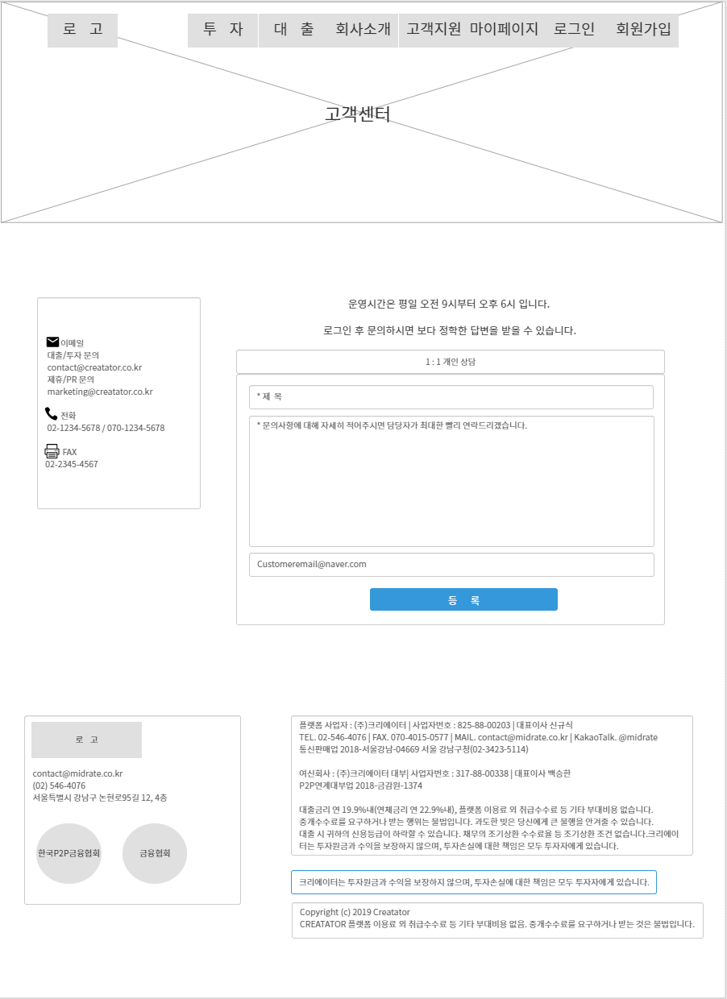 로 고
투 자
대 출
회사소개
고객지원
마이페이지
로그인
회원가입
고객센터
이메일
대출/투자 문의
contact@creatator.co.kr
제휴/PR 문의
marketing@creatator.co.kr
전화
02-1234-5678 / 070-1234-5678
FAX
02-2345-4567
운영시간은 평일 오전 9시부터 오후 6시 입니다.
로그인 후 문의하시면 보다 정확한 답변을 받을 수 있습니다.
1 : 1 개인 상담
* 제 목
* 문의사항에 대해 자세히 적어주시면 담당자가 최대한 빨리 연락드리겠습니다.
Customeremail@naver.com
등 록
로 고
contact@midrate.co.kr
(02) 546-4076
서울특별시 강남구 논현로95길 12, 4층
한국P2P금융협회
금융협회
플랫폼 사업자 : (주)크리에이터 | 사업자번호 : 825-88-00203 | 대표이사 신규식
TEL. 02-546-4076 | FAX. 070-4015-0577 | MAIL. contact@midrate.co.kr | KakaoTalk. @midrate
통신판매업 2018-서울강남-04669 서울 강남구청(02-3423-5114)
여신회사 : (주)크리에이터 대부| 사업자번호 : 317-88-00338 | 대표이사 백승한
P2P연계대부업 2018-금감원-1374
대출금리 연 19.9%내(연체금리 연 22.9%내), 플랫폼 이용료 외 취급수수료 등 기타 부대비용 없습니다.
중개수수료를 요구하거나 받는 행위는 불법입니다. 과도한 빚은 당신에게 큰 불행을 안겨줄 수 있습니다.
대출 시 귀하의 신용등급이 하락할 수 있습니다. 채무의 조기상환 수수료율 등 조기상환 조건 없습니다.크리에이
터는 투자원금과 수익을 보장하지 않으며, 투자손실에 대한 책임은 모두 투자자에게 있습니다.
크리에이터는 투자원금과 수익을 보장하지 않으며, 투자손실에 대한 책임은 모두 투자자에게 있습니다.
Copyright (c) 2019 Creatator
CREATATOR 플랫폼 이용료 외 취급수수료 등 기타 부대비용 없음. 중개수수료를 요구하거나 받는 것은 불법입니다.